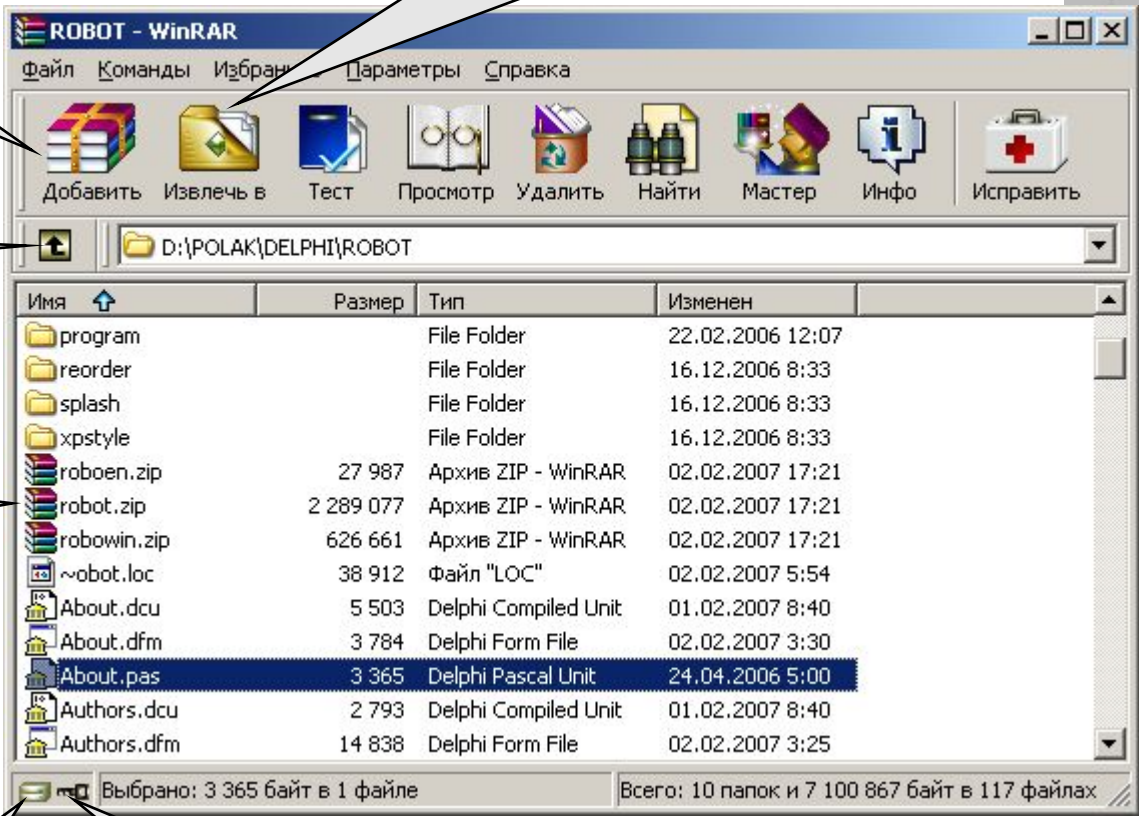 ROBOT - WinRAR
Файл Команды Избран Параметры Справка
Добавить Извлечь в Тест Просмотр Удалить Найти Мастер Инфо Исправить
D:\POLAK\DELPHI\ROBOT
Имя Размер Тип Изменен
program File Folder 22.02.2006 12:07
reorder File Folder 16.12.2006 8:33
splash File Folder 16.12.2006 8:33
xpstyle File Folder 16.12.2006 8:33
roboen.zip 27 987 Архив ZIP - WinRAR 02.02.2007 17:21
robot.zip 2 289 077 Архив ZIP - WinRAR 02.02.2007 17:21
robowin.zip 626 661 Архив ZIP - WinRAR 02.02.2007 17:21
~obot.loc 38 912 Файл "LOC" 02.02.2007 5:54
About.dcu 5 503 Delphi Compiled Unit 01.02.2007 8:40
About.dfm 3 784 Delphi Form File 02.02.2007 3:30
About.pas 3 365 Delphi Pascal Unit 24.04.2006 5:00
Authors.dcu 2 793 Delphi Compiled Unit 01.02.2007 8:40
Authors.dfm 14 838 Delphi Form File 02.02.2007 3:25
Выбрано: 3 365 байт в 1 файле Всего: 10 папок и 7 100 867 байт в 117 файлах